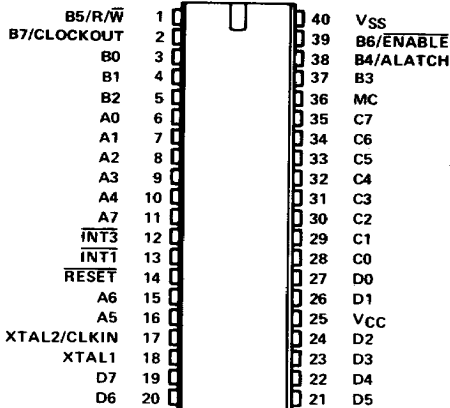 B5/R/W̅ 1 40 VSS
B7/CLOCKOUT 2 39 B6/E̅N̅A̅B̅L̅E̅
B0 3 38 B4/ALATCH
B1 4 37 B3
B2 5 36 MC
A0 6 35 C7
A1 7 34 C6
A2 8 33 C5
A3 9 32 C4
A4 10 31 C3
A7 11 30 C2
I̅N̅T̅3̅ 12 29 C1
I̅N̅T̅1̅ 13 28 C0
R̅E̅S̅E̅T̅ 14 27 D0
A6 15 26 D1
A5 16 25 VCC
XTAL2/CLKIN 17 24 D2
XTAL1 18 23 D3
D7 19 22 D4
D6 20 21 D5